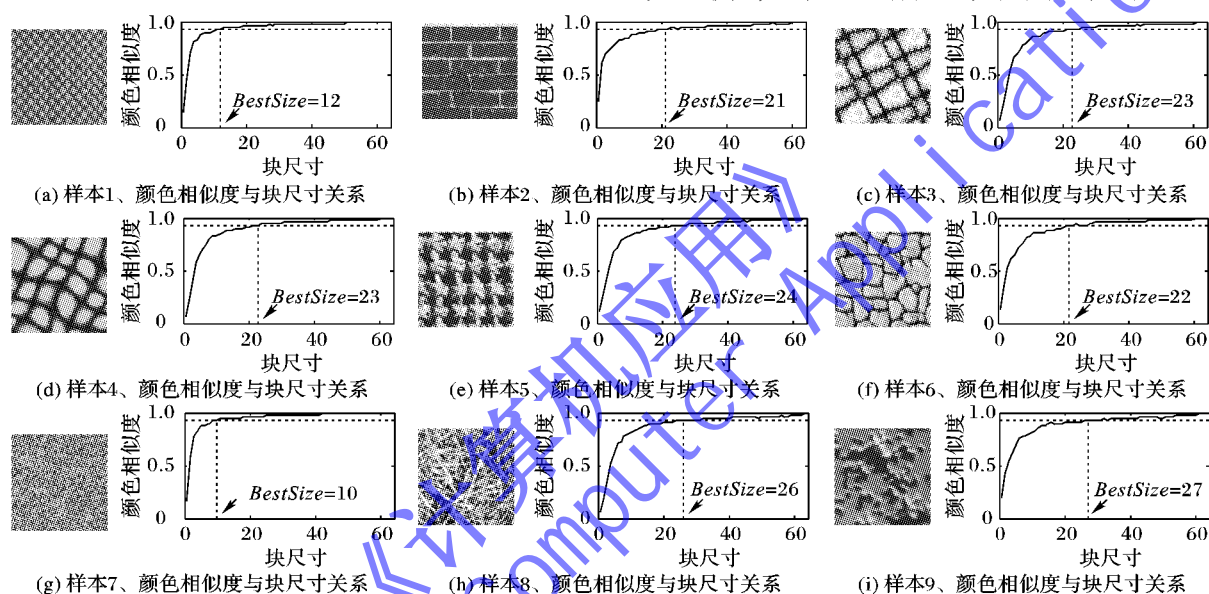 颜色相似度
1.0
0.5
0
BestSize=12
0 20 40 60
块尺寸
(a) 样本1、颜色相似度与块尺寸关系
颜色相似度
1.0
0.5
0
BestSize=21
0 20 40 60
块尺寸
(b) 样本2、颜色相似度与块尺寸关系
颜色相似度
1.0
0.5
0
BestSize=23
0 20 40 60
块尺寸
(c) 样本3、颜色相似度与块尺寸关系
颜色相似度
1.0
0.5
0
BestSize=23
0 20 40 60
块尺寸
(d) 样本4、颜色相似度与块尺寸关系
颜色相似度
1.0
0.5
0
BestSize=24
0 20 40 60
块尺寸
(e) 样本5、颜色相似度与块尺寸关系
颜色相似度
1.0
0.5
0
BestSize=22
0 20 40 60
块尺寸
(f) 样本6、颜色相似度与块尺寸关系
颜色相似度
1.0
0.5
0
BestSize=10
0 20 40 60
块尺寸
(g) 样本7、颜色相似度与块尺寸关系
颜色相似度
1.0
0.5
0
BestSize=26
0 20 40 60
块尺寸
(h) 样本8、颜色相似度与块尺寸关系
颜色相似度
1.0
0.5
0
BestSize=27
0 20 40 60
块尺寸
(i) 样本9、颜色相似度与块尺寸关系
《计算机应用》
Computer Applicatio